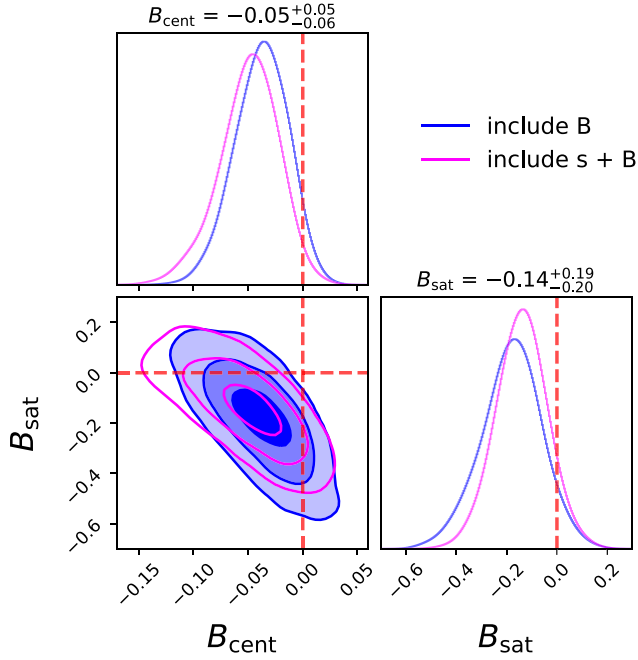 B_cent = −0.05^{+0.05}_{−0.06}
include B
include s + B
B_sat = −0.14^{+0.19}_{−0.20}
0.2
0.0
−0.2
−0.4
−0.6
B_sat
−0.15
−0.10
−0.05
0.00
0.05
−0.6
−0.4
−0.2
0.0
0.2
B_cent
B_sat